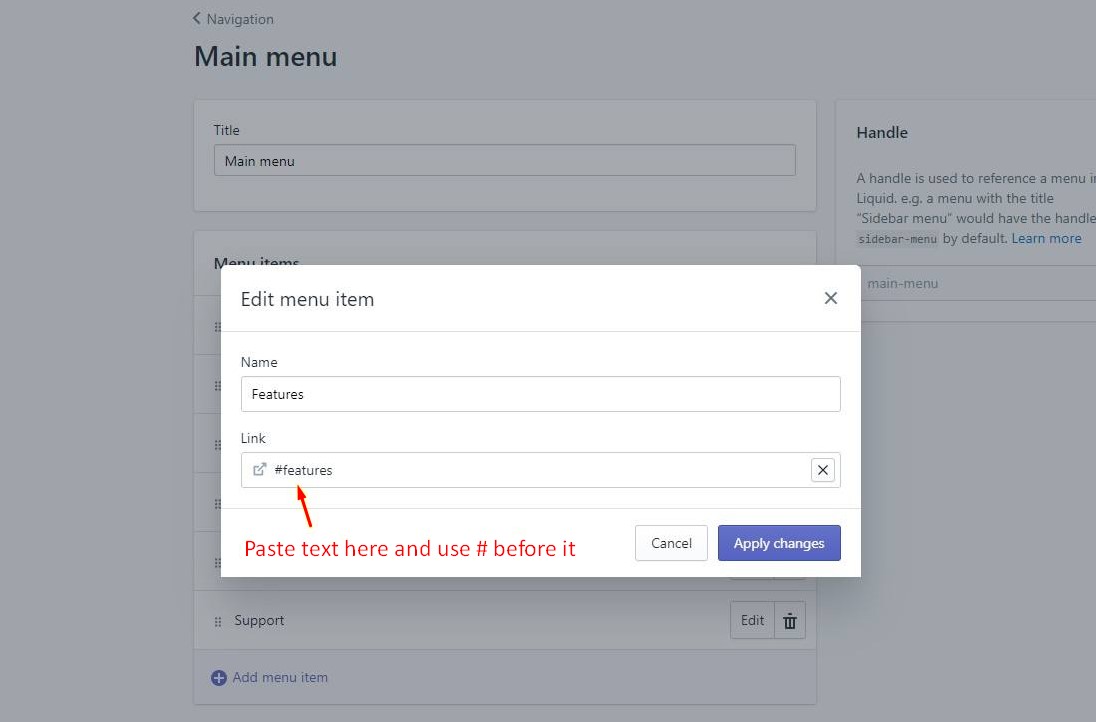 Navigation
Main menu
Title
Main menu
Handle
A handle is used to reference a menu in
Liquid. e.g. a menu with the title
“Sidebar menu” would have the handle
sidebar-menu by default. Learn more
main-menu
Menu items
Edit menu item
Name
Features
Link
#features
Paste text here and use # before it
Cancel
Apply changes
Support
Edit
Add menu item